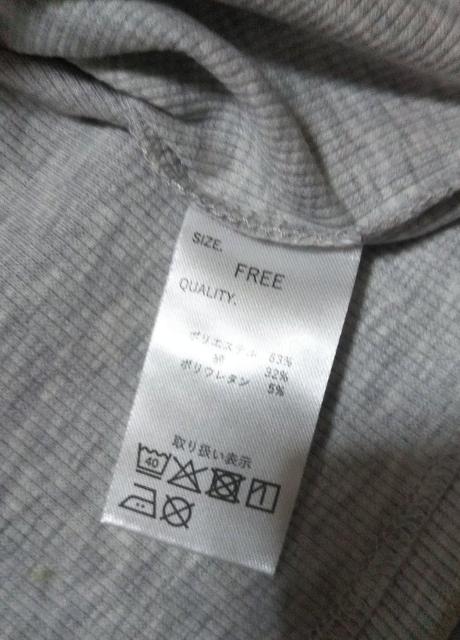 SIZE.
FREE
QUALITY.
ポリエステル 63%
綿 32%
ポリウレタン 5%
取り扱い表示
40